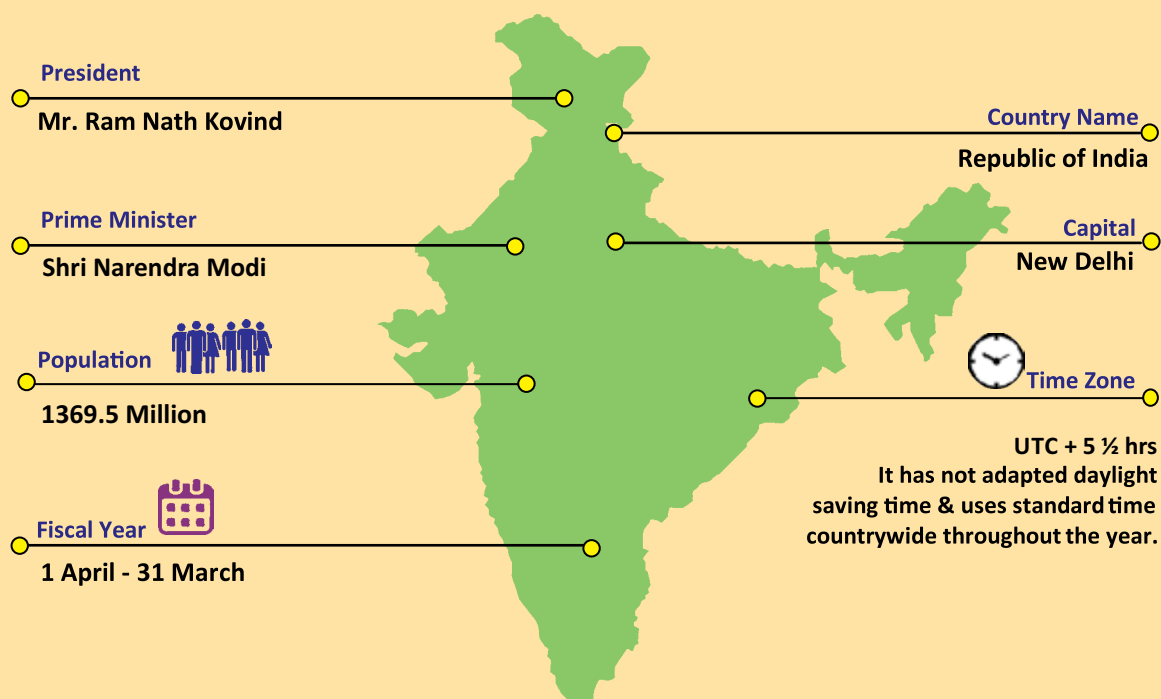 President
Mr. Ram Nath Kovind
Country Name
Republic of India
Prime Minister
Shri Narendra Modi
Capital
New Delhi
Population
1369.5 Million
Time Zone
UTC + 5 ½ hrs
It has not adapted daylight
saving time & uses standard time
countrywide throughout the year.
Fiscal Year
1 April - 31 March